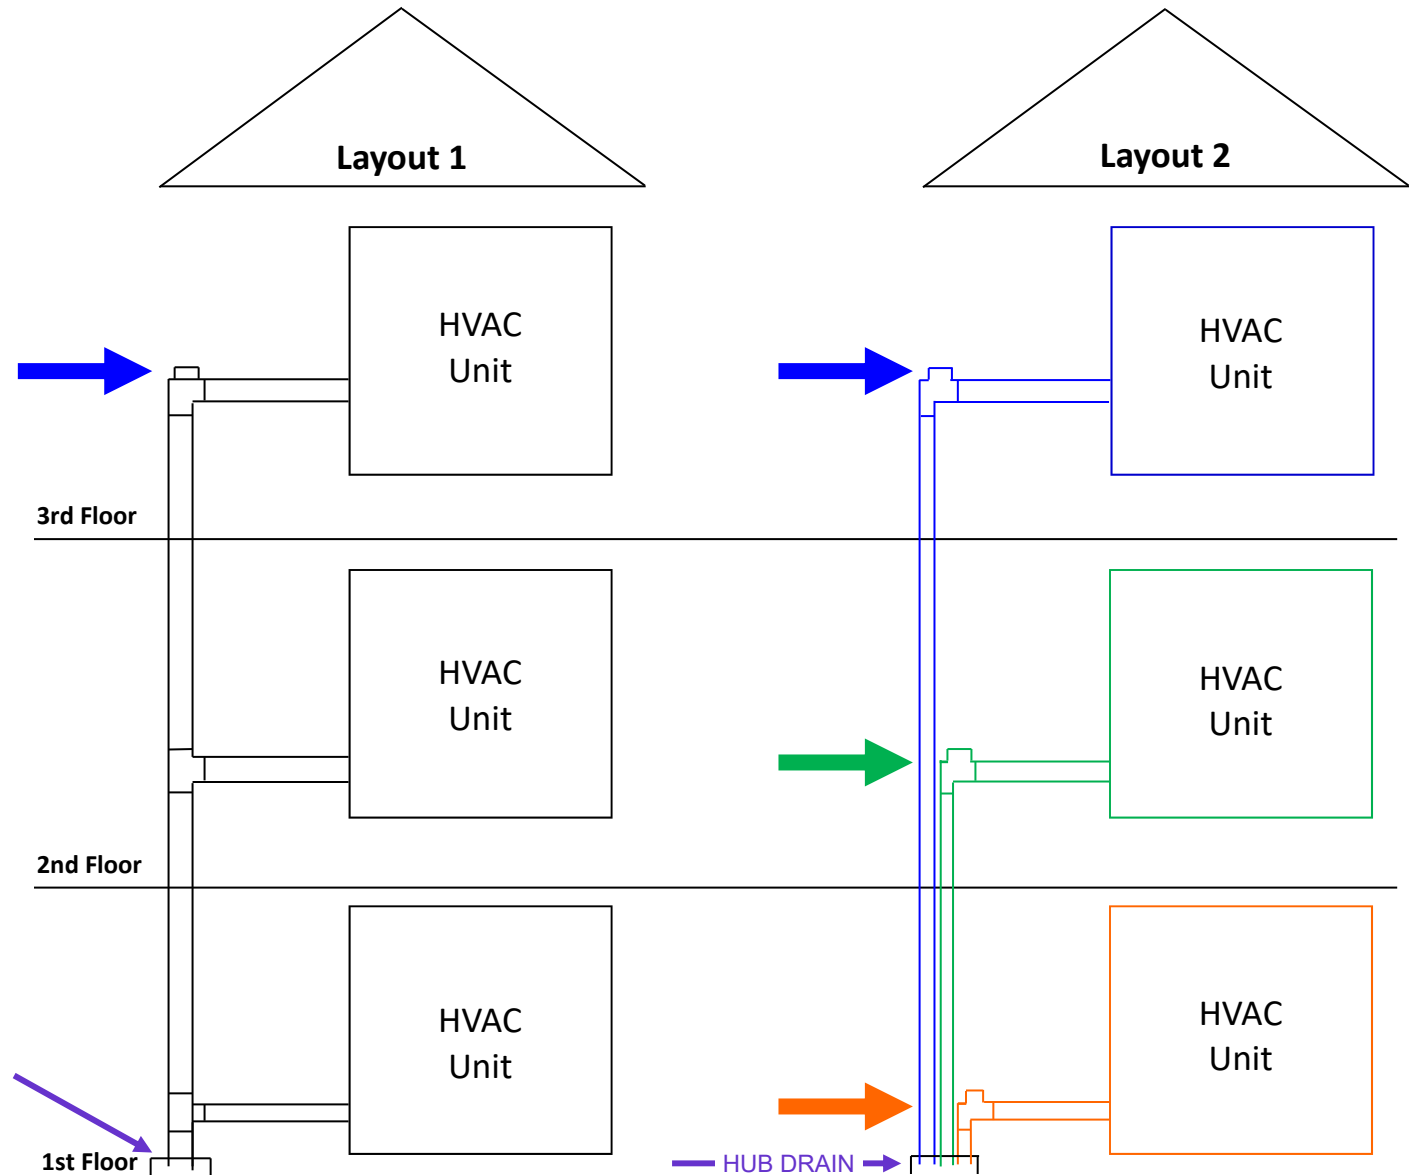 Layout 1
Layout 2
HVAC
Unit
HVAC
Unit
3rd Floor
HVAC
Unit
HVAC
Unit
2nd Floor
HVAC
Unit
HVAC
Unit
1st Floor
HUB DRAIN